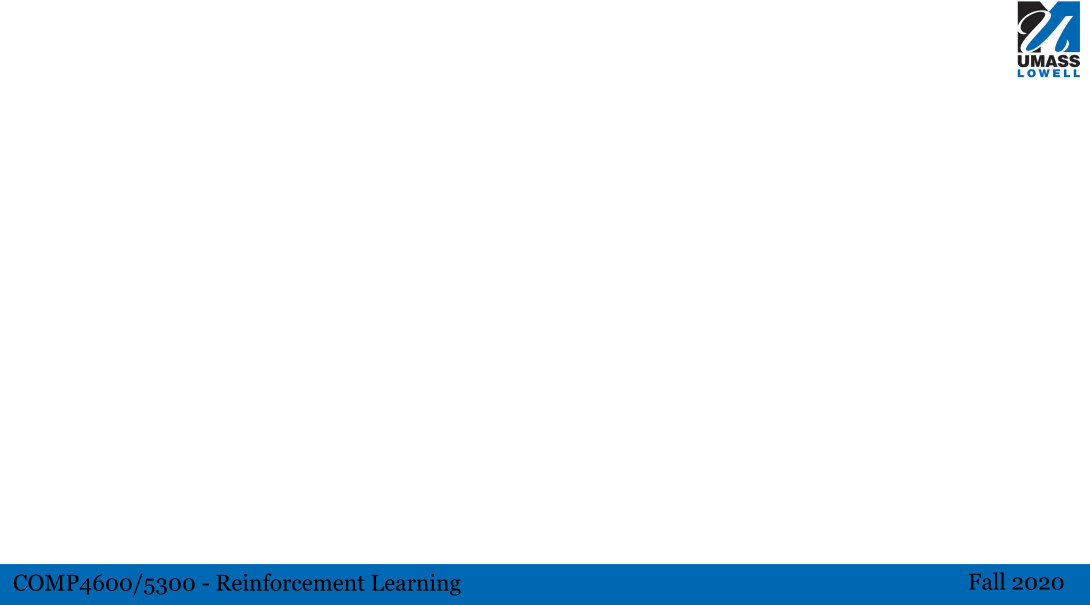 UMASS
LOWELL
COMP4600/5300 - Reinforcement Learning
Fall 2020